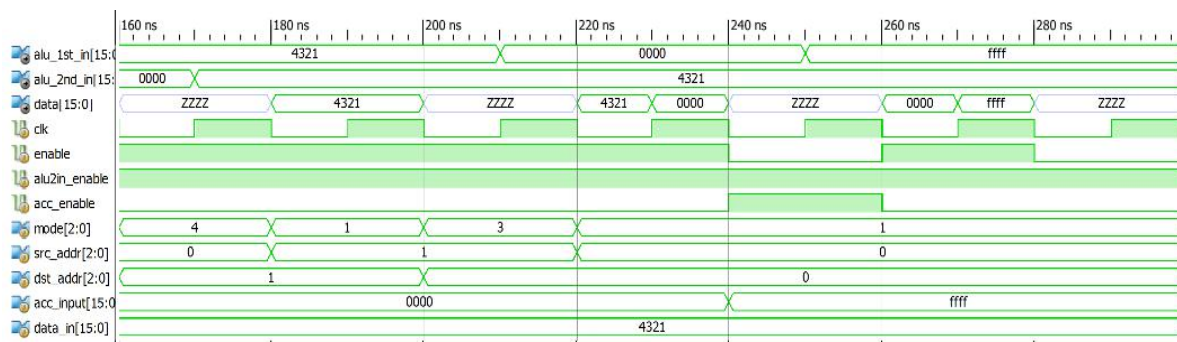 160 ns 180 ns 200 ns 220 ns 240 ns 260 ns 280 ns
alu_1st_in[15:0 4321 0000 ffff
alu_2nd_in[15: 0000 4321
data[15:0] ZZZZ 4321 ZZZZ 4321 0000 ZZZZ 0000 ffff ZZZZ
clk
enable
alu2in_enable
acc_enable
mode[2:0] 4 1 3 1
src_addr[2:0] 0 1 0
dst_addr[2:0] 1 0
acc_input[15:0 0000 ffff
data_in[15:0] 4321